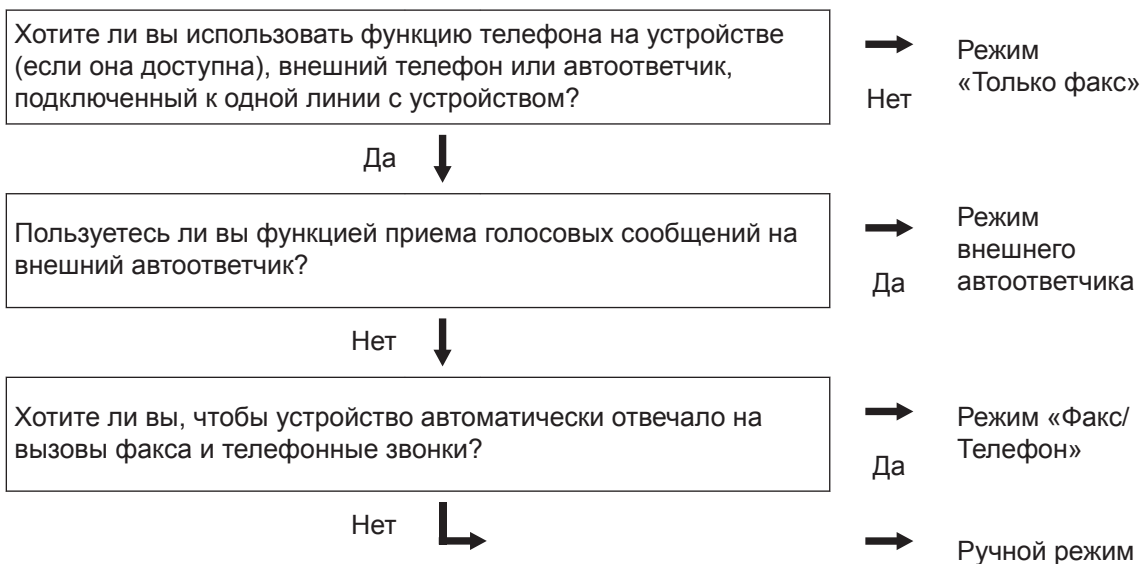 Хотите ли вы использовать функцию телефона на устройстве
(если она доступна), внешний телефон или автоответчик,
подключенный к одной линии с устройством?
Нет
Режим
«Только факс»
Да
Пользуетесь ли вы функцией приема голосовых сообщений на
внешний автоответчик?
Да
Режим
внешнего
автоответчика
Нет
Хотите ли вы, чтобы устройство автоматически отвечало на
вызовы факса и телефонные звонки?
Да
Режим «Факс/
Телефон»
Нет
Ручной режим